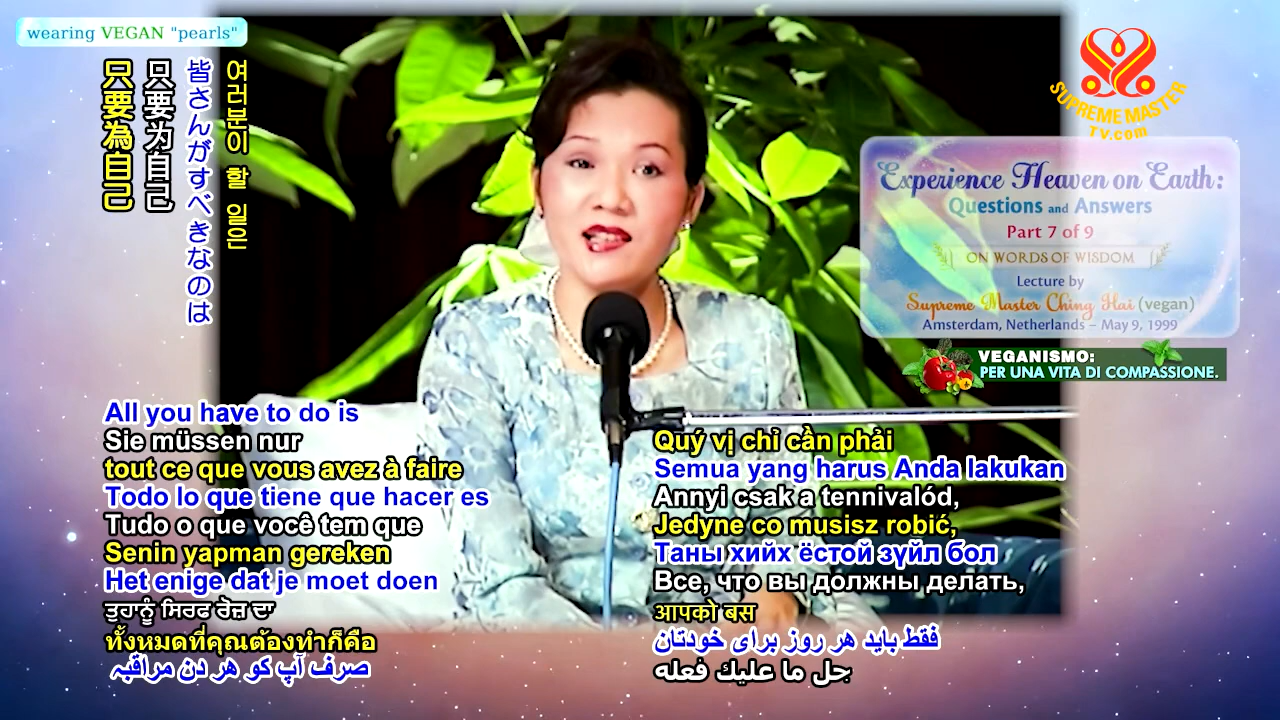 wearing VEGAN "pearls"
여러분이 할 일은
皆さんがすべきなのは
只要为自己
只要為自己
SUPREME MASTER
TV.com
Experience Heaven on Earth:
Questions and Answers
Part 7 of 9
ON WORDS OF WISDOM
Lecture by
Supreme Master Ching Hai (vegan)
Amsterdam, Netherlands – May 9, 1999
VEGANISMO:
PER UNA VITA DI COMPASSIONE.
All you have to do is
Sie müssen nur
tout ce que vous avez à faire
Todo lo que tiene que hacer es
Tudo o que você tem que
Senin yapman gereken
Het enige dat je moet doen
ਤੁਹਾਨੂੰ ਸਿਰਫ ਰੋਜ਼ ਦਾ
ทั้งหมดที่คุณต้องทำก็คือ
صرف آپ کو ہر دن مراقبہ
Quý vị chỉ cần phải
Semua yang harus Anda lakukan
Annyi csak a tennivalód,
Jedyne co musisz robić,
Таны хийх ёстой зүйл бол
Все, что вы должны делать,
आपको बस
فقط باید هر روز برای خودتان
جل ما عليك فعله